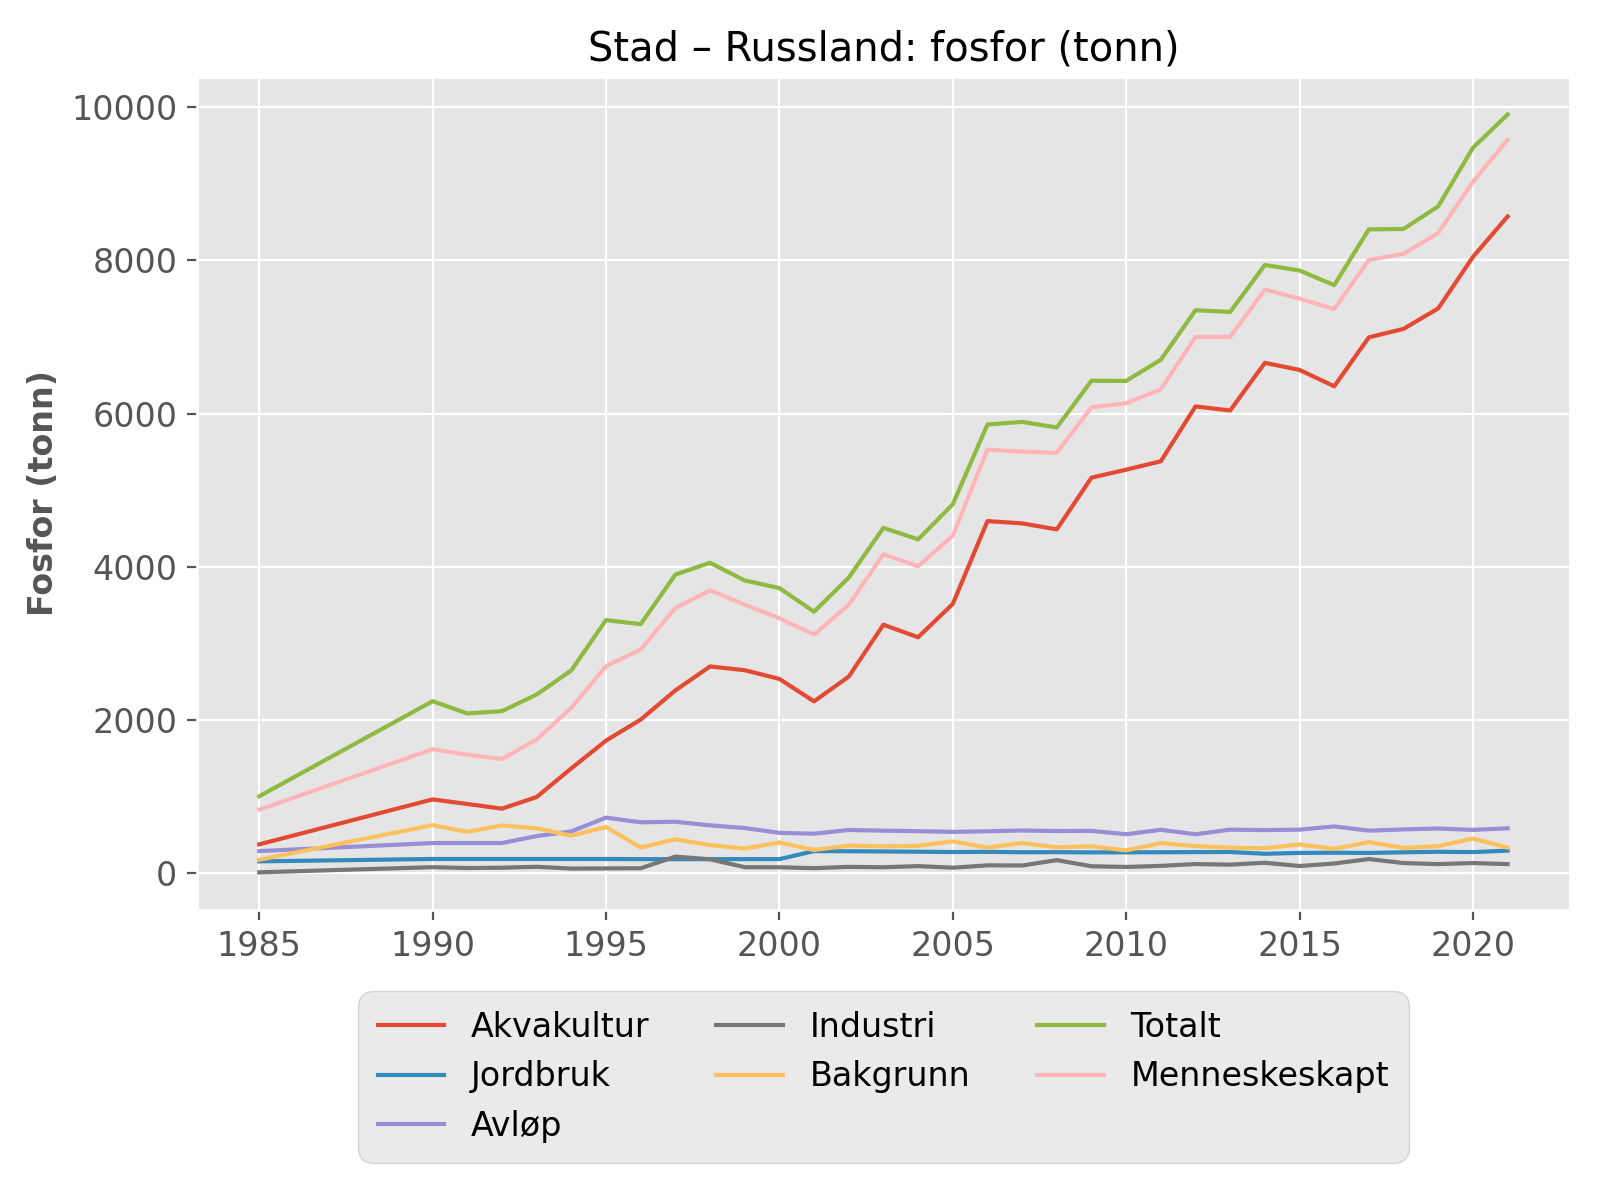 Stad – Russland: fosfor (tonn)
Fosfor (tonn)
10000
8000
6000
4000
2000
0
1985 1990 1995 2000 2005 2010 2015 2020
Akvakultur Industri Totalt
Jordbruk Bakgrunn Menneskeskapt
Avløp